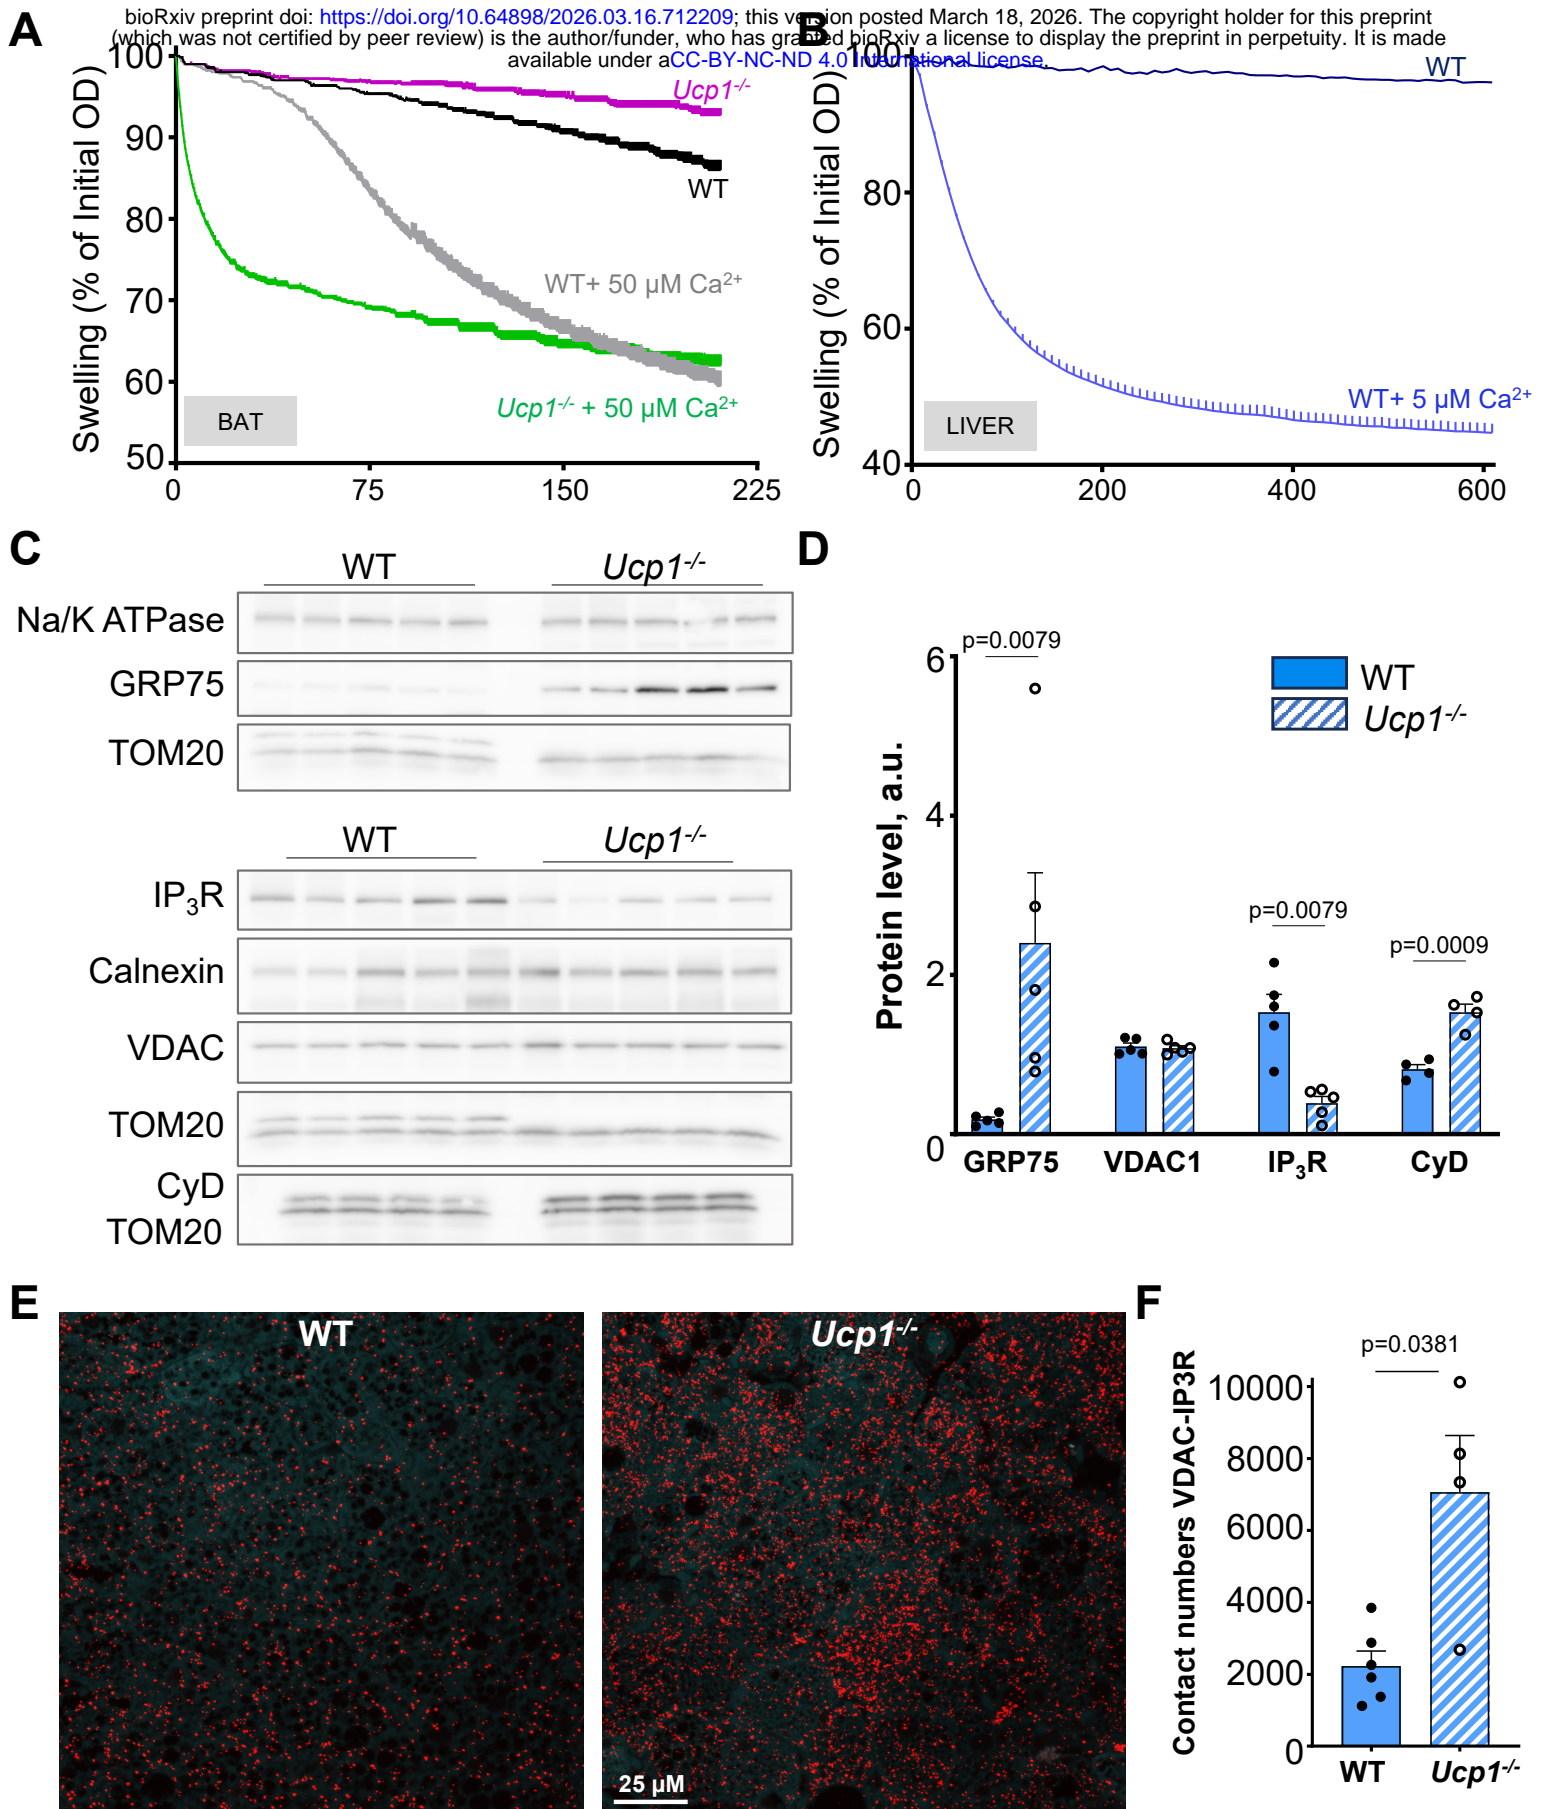 bioRxiv preprint doi: https://doi.org/10.64898/2026.03.16.712209; this version posted March 18, 2026. The copyright holder for this preprint
(which was not certified by peer review) is the author/funder, who has granted bioRxiv a license to display the preprint in perpetuity. It is made
available under aCC-BY-NC-ND 4.0 International license.
A
Swelling (% of Initial OD)
100
90
80
70
60
50
0
75
150
225
Ucp1-/-
WT
WT+ 50 µM Ca2+
Ucp1-/- + 50 µM Ca2+
BAT
B
Swelling (% of Initial OD)
100
80
60
40
0
200
400
600
WT
WT+ 5 µM Ca2+
LIVER
C
WT
Ucp1-/-
Na/K ATPase
GRP75
TOM20
WT
Ucp1-/-
IP3R
Calnexin
VDAC
TOM20
CyD
TOM20
D
Protein level, a.u.
6
4
2
0
p=0.0079
p=0.0079
p=0.0009
WT
Ucp1-/-
GRP75
VDAC1
IP3R
CyD
E
WT
Ucp1-/-
25 µM
F
Contact numbers VDAC-IP3R
p=0.0381
10000
8000
6000
4000
2000
0
WT
Ucp1-/-